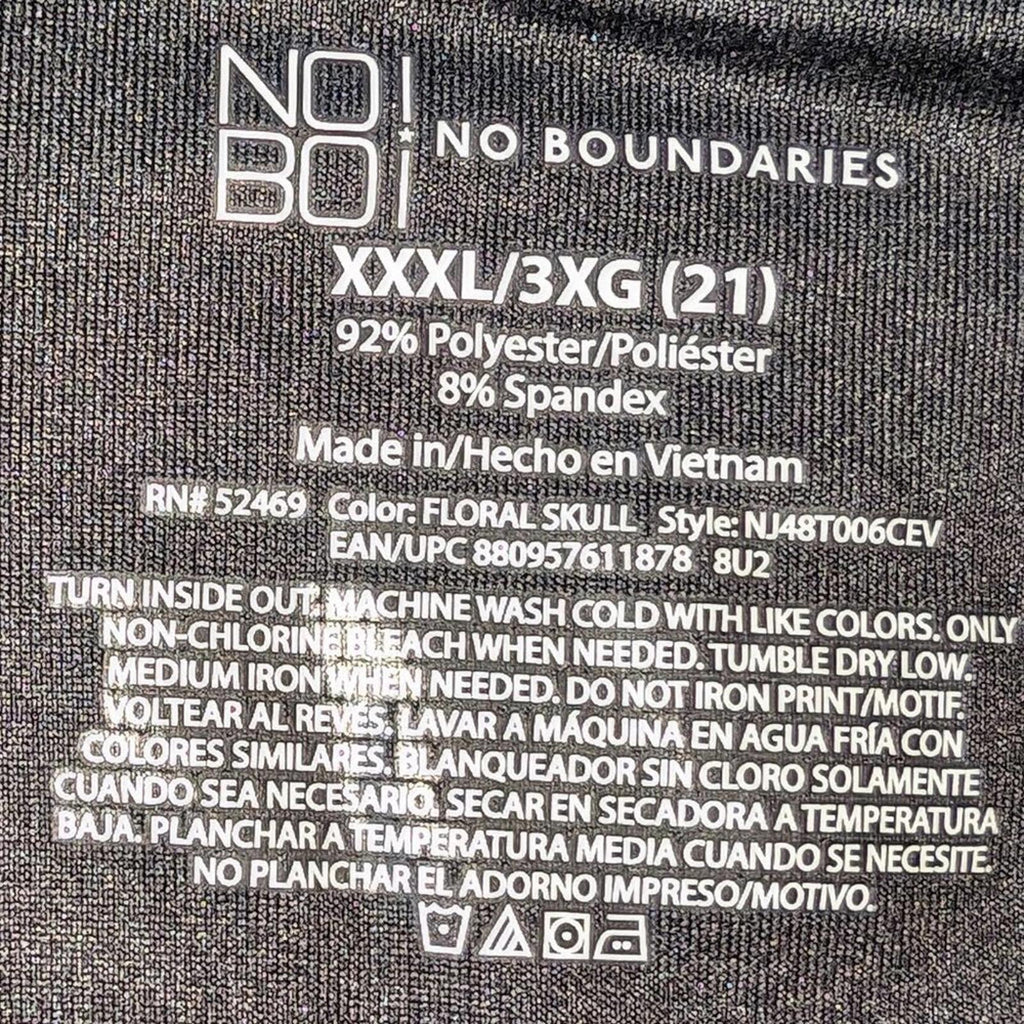 NO!
BOi
NO BOUNDARIES
XXXL/3XG (21)
92% Polyester/Poliéster
8% Spandex
Made in/Hecho en Vietnam
RN# 52469 Color: FLORAL SKULL Style: NJ48T006CEV
EAN/UPC 880957611878 8U2
TURN INSIDE OUT. MACHINE WASH COLD WITH LIKE COLORS. ONLY
NON-CHLORINE BLEACH WHEN NEEDED. TUMBLE DRY LOW.
MEDIUM IRON WHEN NEEDED. DO NOT IRON PRINT/MOTIF.
VOLTEAR AL REVES. LAVAR A MÁQUINA EN AGUA FRÍA CON
COLORES SIMILARES. BLANQUEADOR SIN CLORO SOLAMENTE
CUANDO SEA NECESARIO. SECAR EN SECADORA A TEMPERATURA
BAJA. PLANCHAR A TEMPERATURA MEDIA CUANDO SE NECESITE.
NO PLANCHAR EL ADORNO IMPRESO/MOTIVO.